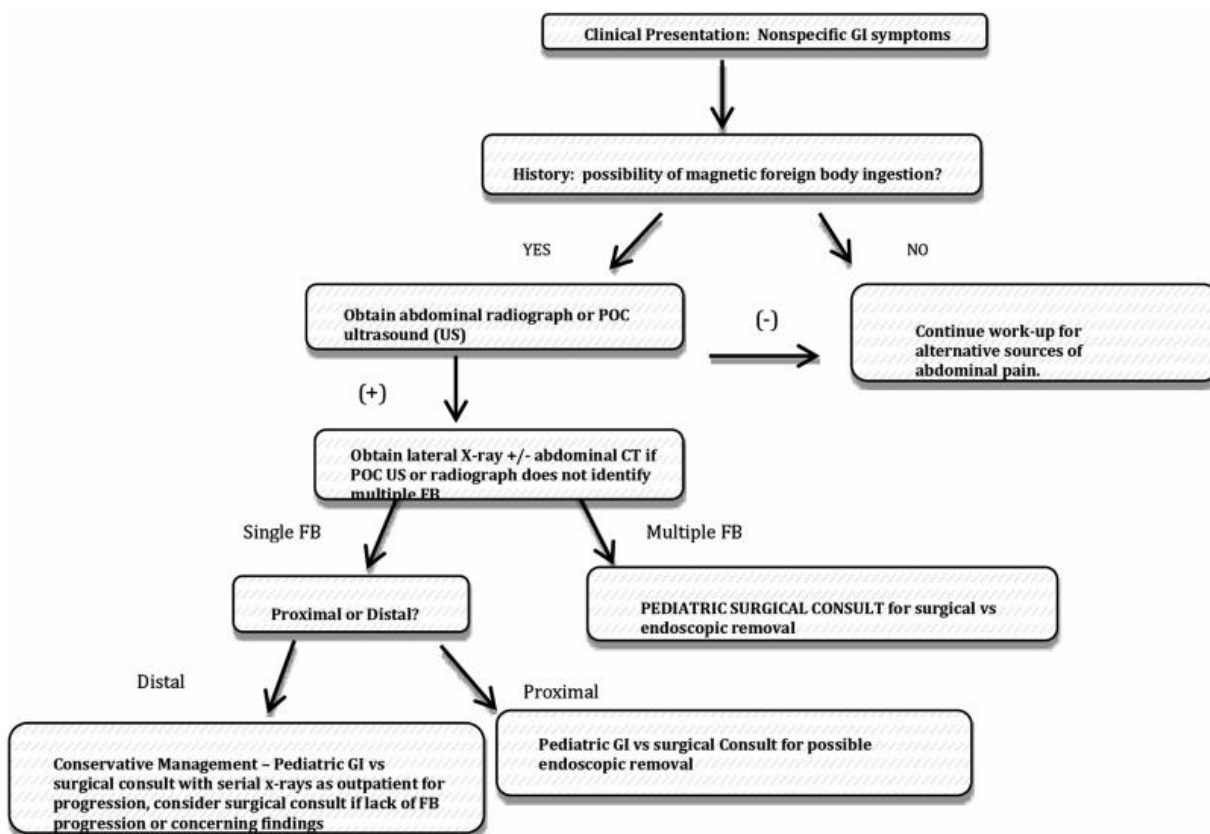 Clinical Presentation: Nonspecific GI symptoms
History: possibility of magnetic foreign body ingestion?
YES
NO
Obtain abdominal radiograph or POC
ultrasound (US)
(-)
Continue work-up for
alternative sources of
abdominal pain.
(+)
Obtain lateral X-ray +/- abdominal CT if
POC US or radiograph does not identify
multiple FB
Single FB
Multiple FB
Proximal or Distal?
PEDIATRIC SURGICAL CONSULT for surgical vs
endoscopic removal
Distal
Proximal
Conservative Management – Pediatric GI vs
surgical consult with serial x-rays as outpatient for
progression, consider surgical consult if lack of FB
progression or concerning findings
Pediatric GI vs surgical Consult for possible
endoscopic removal